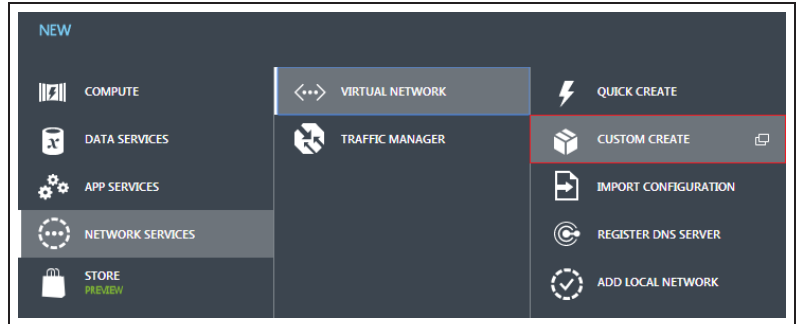 NEW
COMPUTE
DATA SERVICES
APP SERVICES
NETWORK SERVICES
STORE
PREVIEW
VIRTUAL NETWORK
TRAFFIC MANAGER
QUICK CREATE
CUSTOM CREATE
IMPORT CONFIGURATION
REGISTER DNS SERVER
ADD LOCAL NETWORK